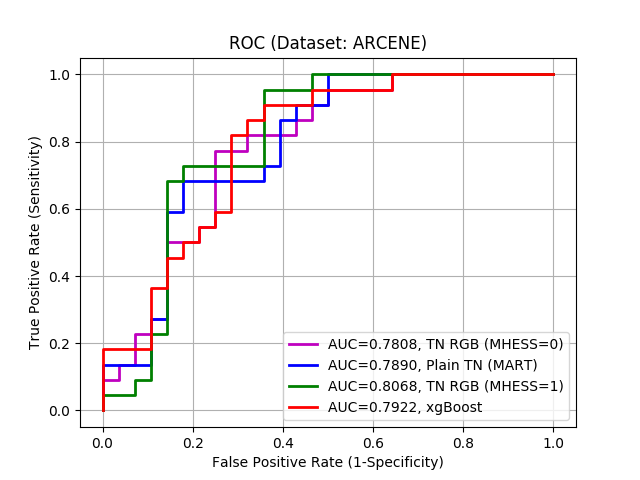 ROC (Dataset: ARCENE)
True Positive Rate (Sensitivity)
1.0
0.8
0.6
0.4
0.2
0.0
AUC=0.7808, TN RGB (MHESS=0)
AUC=0.7890, Plain TN (MART)
AUC=0.8068, TN RGB (MHESS=1)
AUC=0.7922, xgBoost
0.0 0.2 0.4 0.6 0.8 1.0
False Positive Rate (1-Specificity)